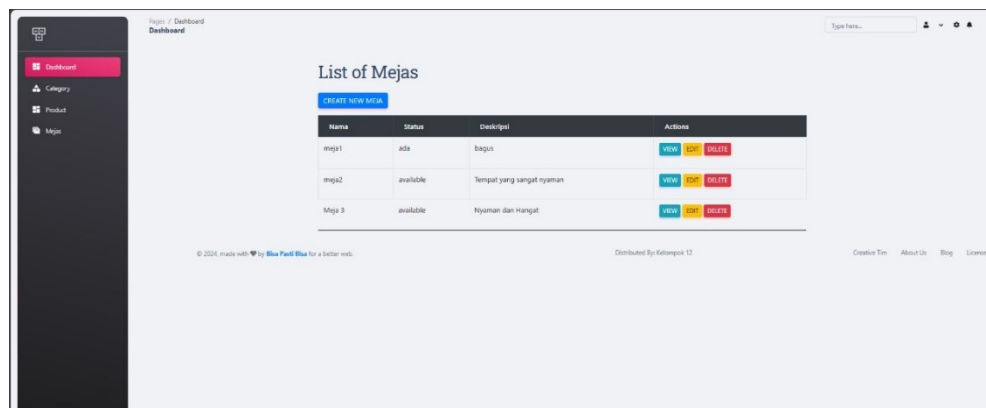 Pages / Dashboard
Dashboard
Type here...
Dashboard
Category
Product
Mejas
List of Mejas
CREATE NEW MEJA
Nama Status Deskripsi Actions
meja1 ada bagus VIEW EDIT DELETE
meja2 available Tempat yang sangat nyaman VIEW EDIT DELETE
Meja 3 available Nyaman dan Hangat VIEW EDIT DELETE
© 2024, made with by Bisa Pasti Bisa for a better web. Distributed By: Kelompok 12 Creative Tim About Us Blog License